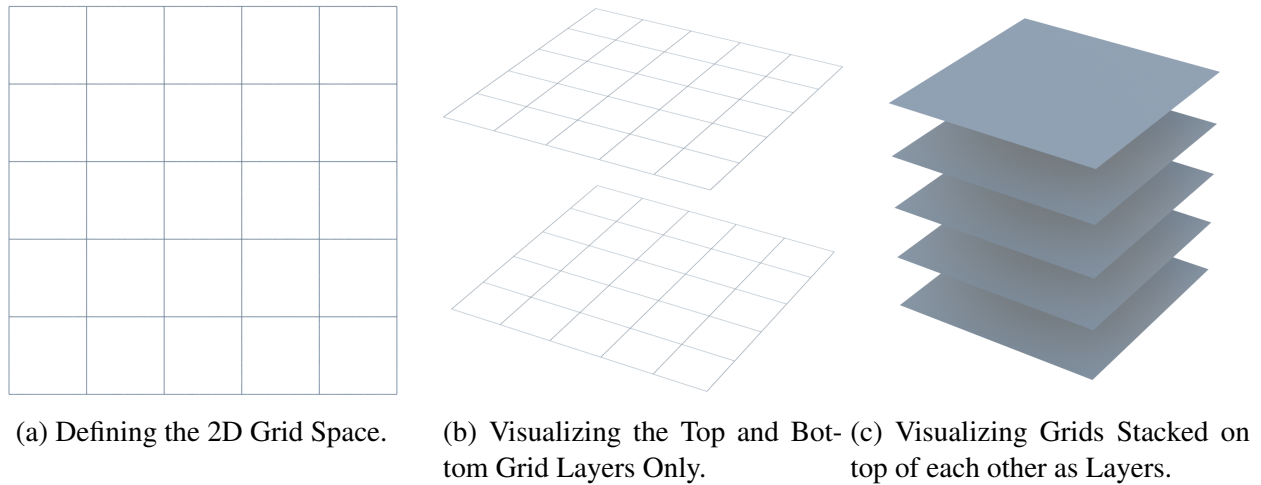 (a) Defining the 2D Grid Space.
(b) Visualizing the Top and Bot-
tom Grid Layers Only.
(c) Visualizing Grids Stacked on
top of each other as Layers.